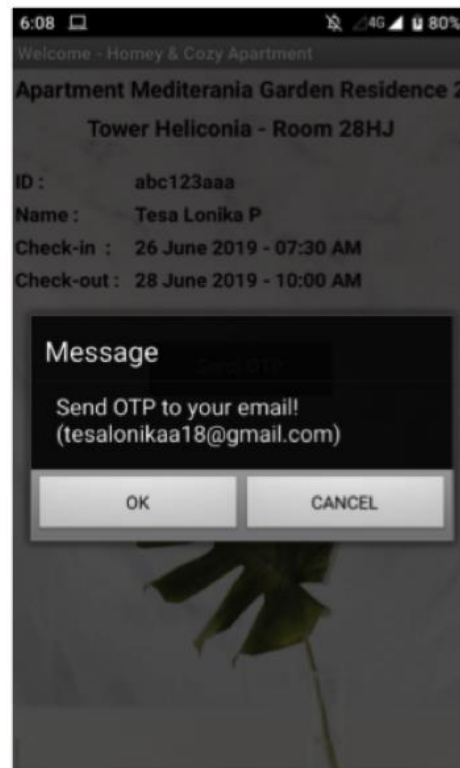 6:08 4G 80%
Welcome - Homey & Cozy Apartment
Apartment Mediterania Garden Residence 2
Tower Heliconia - Room 28HJ
ID : abc123aaa
Name : Tesa Lonika P
Check-in : 26 June 2019 - 07:30 AM
Check-out : 28 June 2019 - 10:00 AM
Send OTP
Message
Send OTP to your email!
(tesalonikaa18@gmail.com)
OK CANCEL